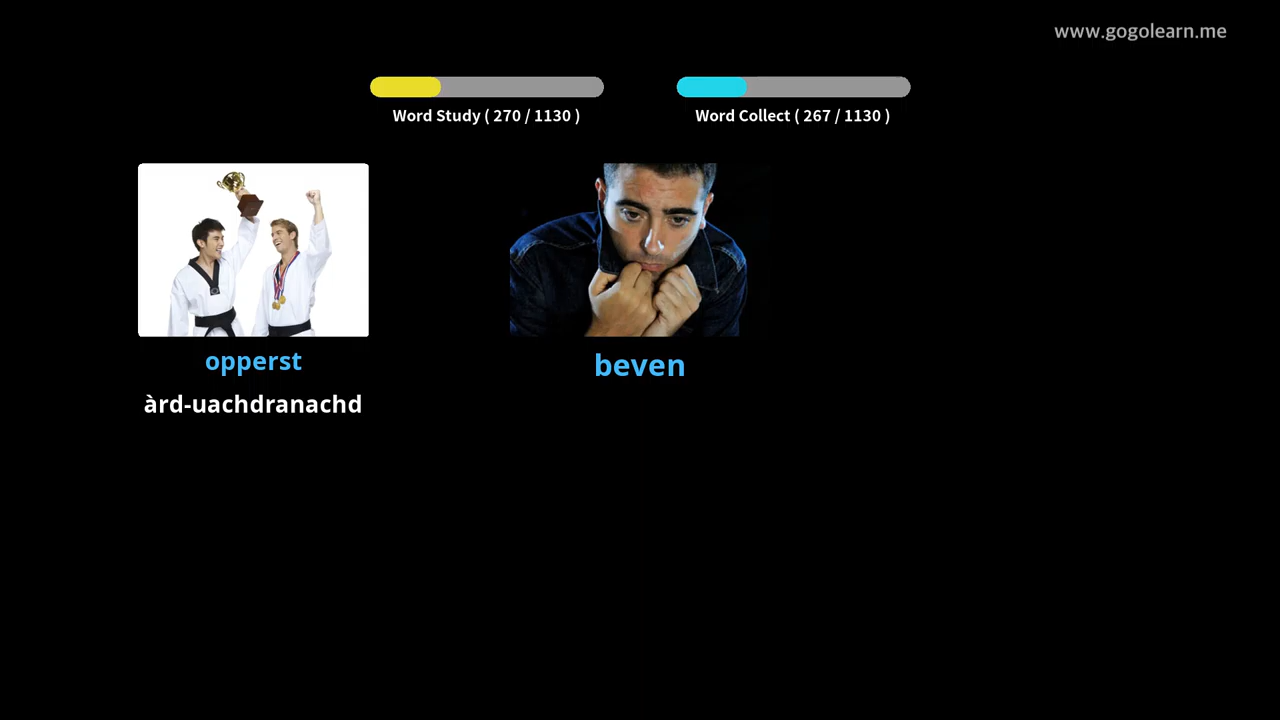 www.gogolearn.me
Word Study ( 270 / 1130 )
Word Collect ( 267 / 1130 )
opperst
àrd-uachdranachd
beven